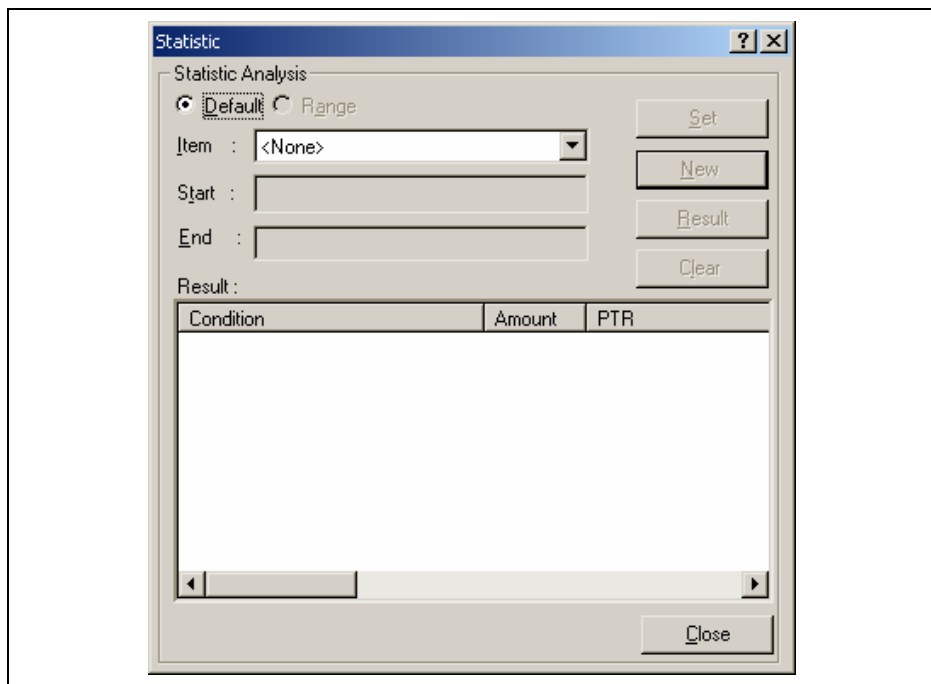 Statistic
Statistic Analysis
Default Range
Item : <None>
Start :
End :
Set
New
Result
Clear
Result :
Condition Amount PTR
Close